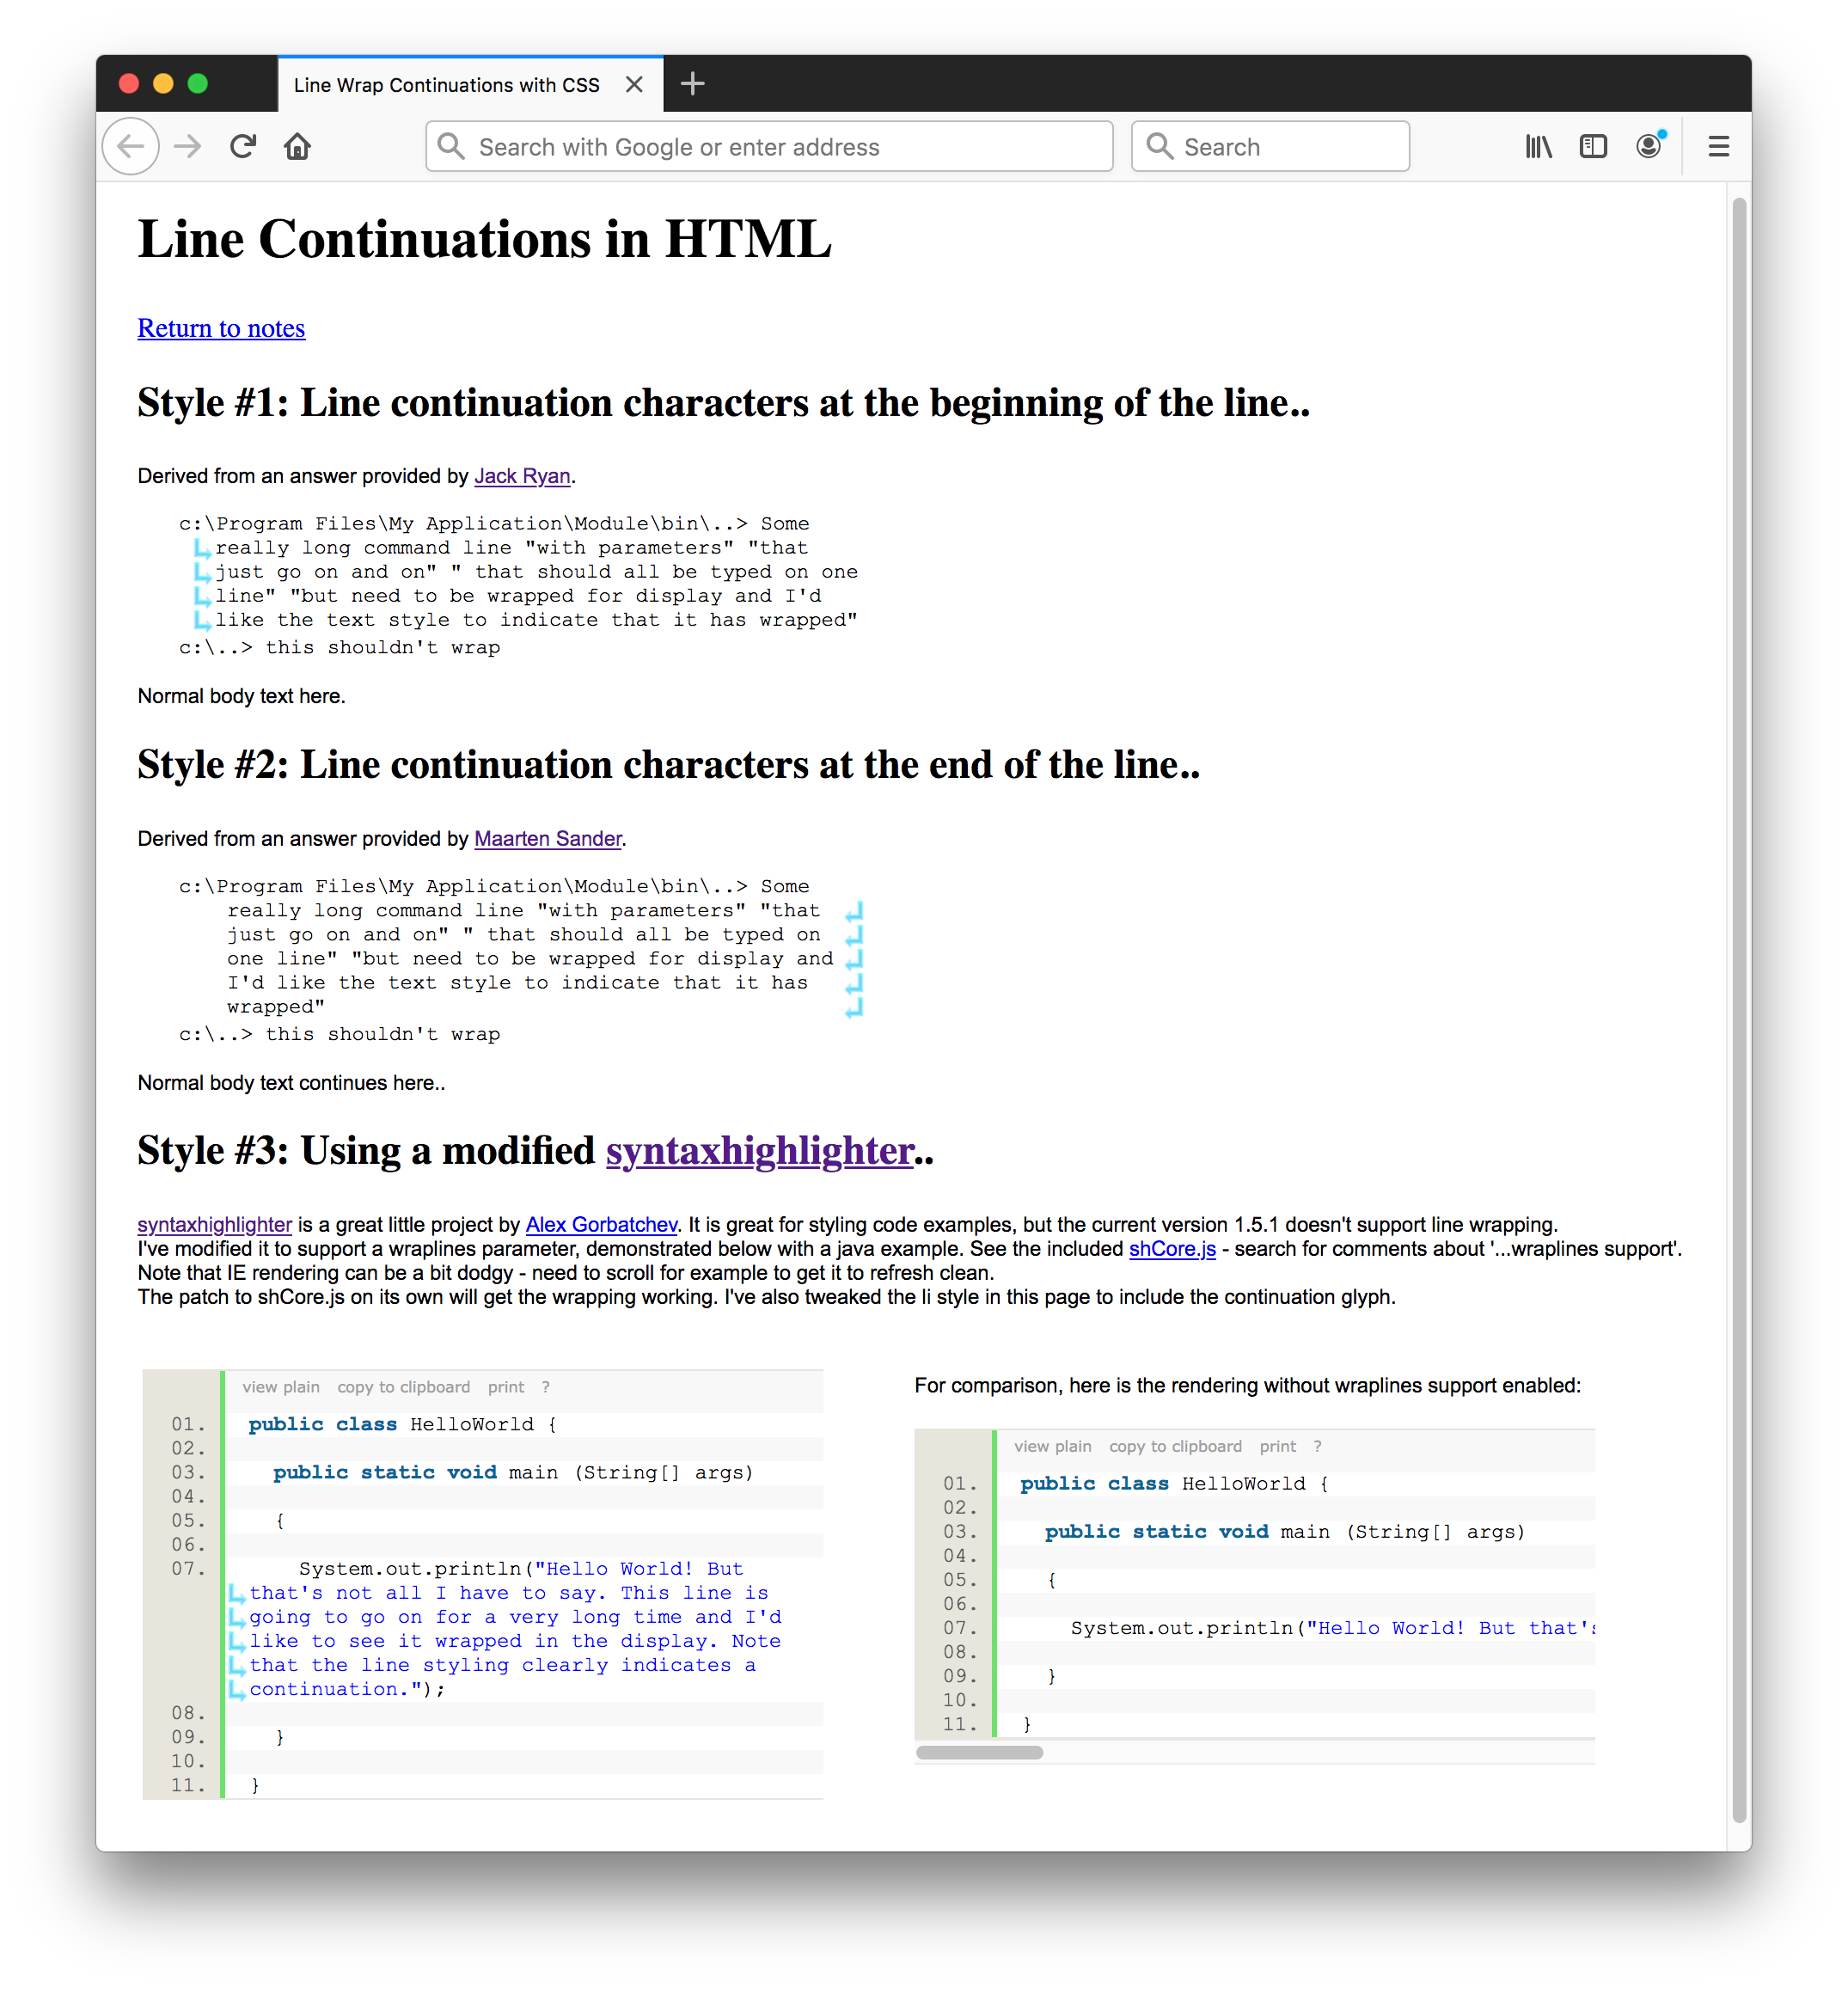 Line Wrap Continuations with CSS
Search with Google or enter address
Search
Line Continuations in HTML
Return to notes
Style #1: Line continuation characters at the beginning of the line..
Derived from an answer provided by Jack Ryan.
c:\Program Files\My Application\Module\bin\..> Some
really long command line "with parameters" "that
just go on and on" " that should all be typed on one
line" "but need to be wrapped for display and I'd
like the text style to indicate that it has wrapped"
c:\..> this shouldn't wrap
Normal body text here.
Style #2: Line continuation characters at the end of the line..
Derived from an answer provided by Maarten Sander.
c:\Program Files\My Application\Module\bin\..> Some
really long command line "with parameters" "that
just go on and on" " that should all be typed on
one line" "but need to be wrapped for display and
I'd like the text style to indicate that it has
wrapped"
c:\..> this shouldn't wrap
Normal body text continues here..
Style #3: Using a modified syntaxhighlighter..
syntaxhighlighter is a great little project by Alex Gorbatchev. It is great for styling code examples, but the current version 1.5.1 doesn't support line wrapping.
I've modified it to support a wraplines parameter, demonstrated below with a java example. See the included shCore.js - search for comments about '...wraplines support'.
Note that IE rendering can be a bit dodgy - need to scroll for example to get it to refresh clean.
The patch to shCore.js on its own will get the wrapping working. I've also tweaked the li style in this page to include the continuation glyph.
view plain copy to clipboard print ?
01. public class HelloWorld {
02.
03. public static void main (String[] args)
04.
05. {
06.
07. System.out.println("Hello World! But
that's not all I have to say. This line is
going to go on for a very long time and I'd
like to see it wrapped in the display. Note
that the line styling clearly indicates a
continuation.");
08.
09. }
10.
11. }
For comparison, here is the rendering without wraplines support enabled:
view plain copy to clipboard print ?
01. public class HelloWorld {
02.
03. public static void main (String[] args)
04.
05. {
06.
07. System.out.println("Hello World! But that's
08.
09. }
10.
11. }